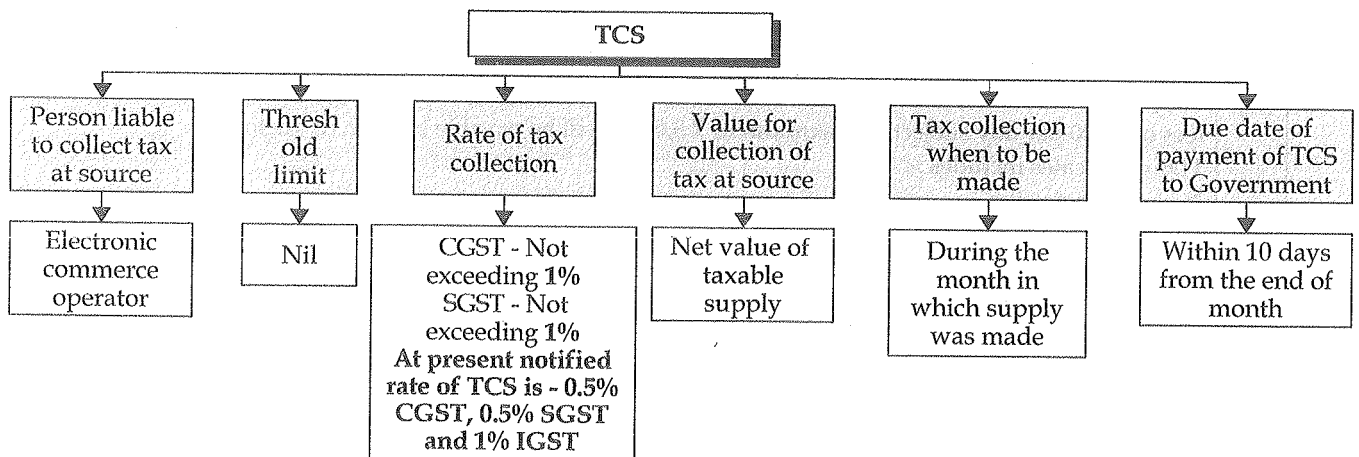 TCS
Person liable
to collect tax
at source
Thresh
old
limit
Rate of tax
collection
Value for
collection of
tax at source
Tax collection
when to be
made
Due date of
payment of TCS
to Government
Electronic
commerce
operator
Nil
CGST - Not
exceeding 1%
SGST - Not
exceeding 1%
At present notified
rate of TCS is - 0.5%
CGST, 0.5% SGST
and 1% IGST
Net value of
taxable
supply
During the
month in
which supply
was made
Within 10 days
from the end of
month